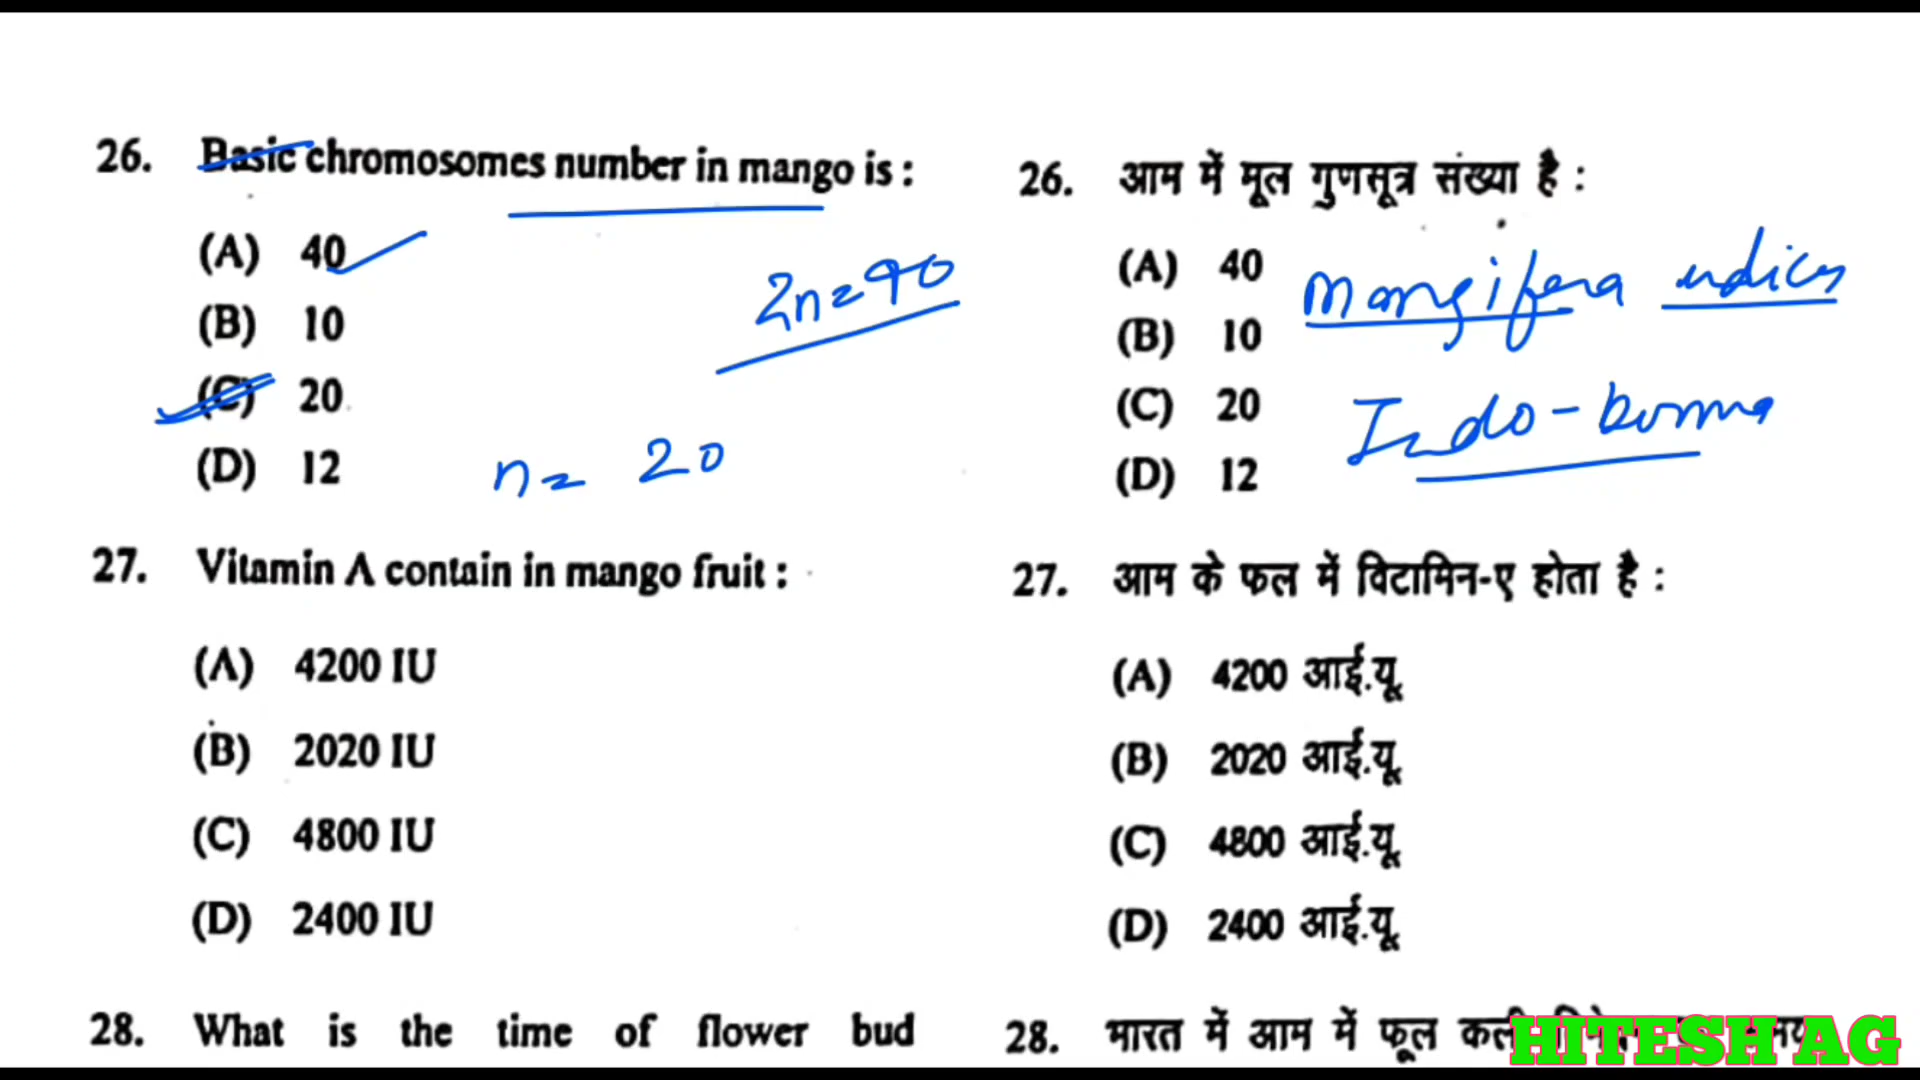 26. Basic chromosomes number in mango is :
(A) 40
(B) 10
(C) 20
(D) 12
2n=40
n= 20
27. Vitamin A contain in mango fruit :
(A) 4200 IU
(B) 2020 IU
(C) 4800 IU
(D) 2400 IU
28. What is the time of flower bud
26. आम में मूल गुणसूत्र संख्या है :
(A) 40
(B) 10
(C) 20
(D) 12
Mangifera indica
Indo-burma
27. आम के फल में विटामिन-ए होता है :
(A) 4200 आई.यू.
(B) 2020 आई.यू.
(C) 4800 आई.यू.
(D) 2400 आई.यू.
28. भारत में आम में फूल कली
HITESH AG